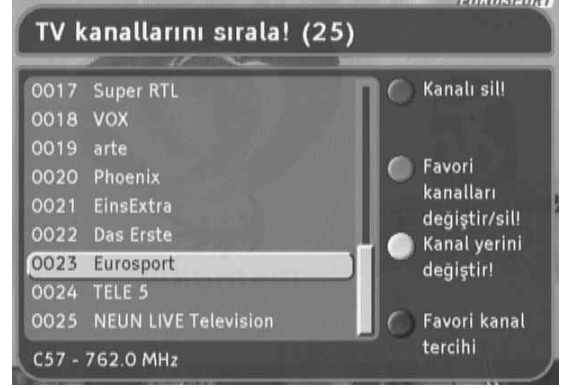 EUROSPORT
TV kanallarını sırala! (25)
0017 Super RTL
0018 VOX
0019 arte
0020 Phoenix
0021 EinsExtra
0022 Das Erste
0023 Eurosport
0024 TELE 5
0025 NEUN LIVE Television
C57 - 762.0 MHz
Kanalı sil!
Favori
kanalları
değiştir/sil!
Kanal yerini
değiştir!
Favori kanal
tercihi